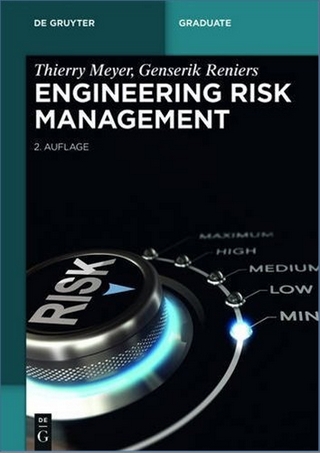 DE GRUYTER
GRADUATE
Thierry Meyer, Genserik Reniers
ENGINEERING RISK
MANAGEMENT
2. AUFLAGE
MAXIMUM
HIGH
MEDIUM
LOW
MIN
RISK
DE
G